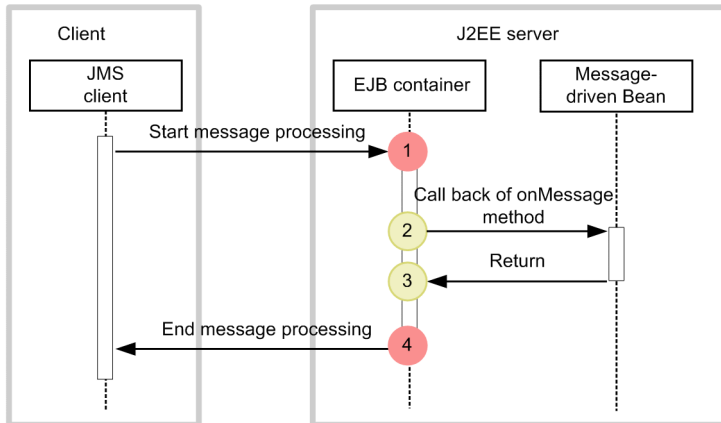 Client
J2EE server
JMS
client
EJB container
Message-
driven Bean
Start message processing
1
Call back of onMessage
method
2
Return
3
End message processing
4